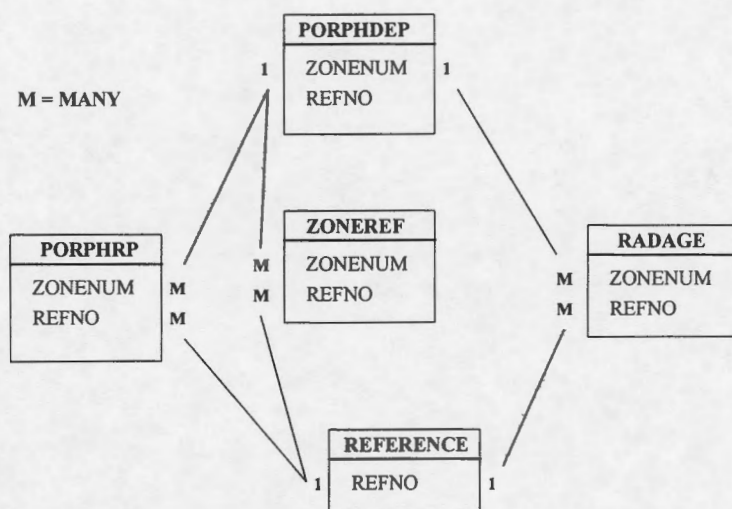 PORPHDEP
1 ZONENUM 1
REFNO
M = MANY
ZONEREF
M ZONENUM
M REFNO
PORPHRP
ZONENUM M
REFNO M
RADAGE
M ZONENUM
M REFNO
REFERENCE
1 REFNO 1